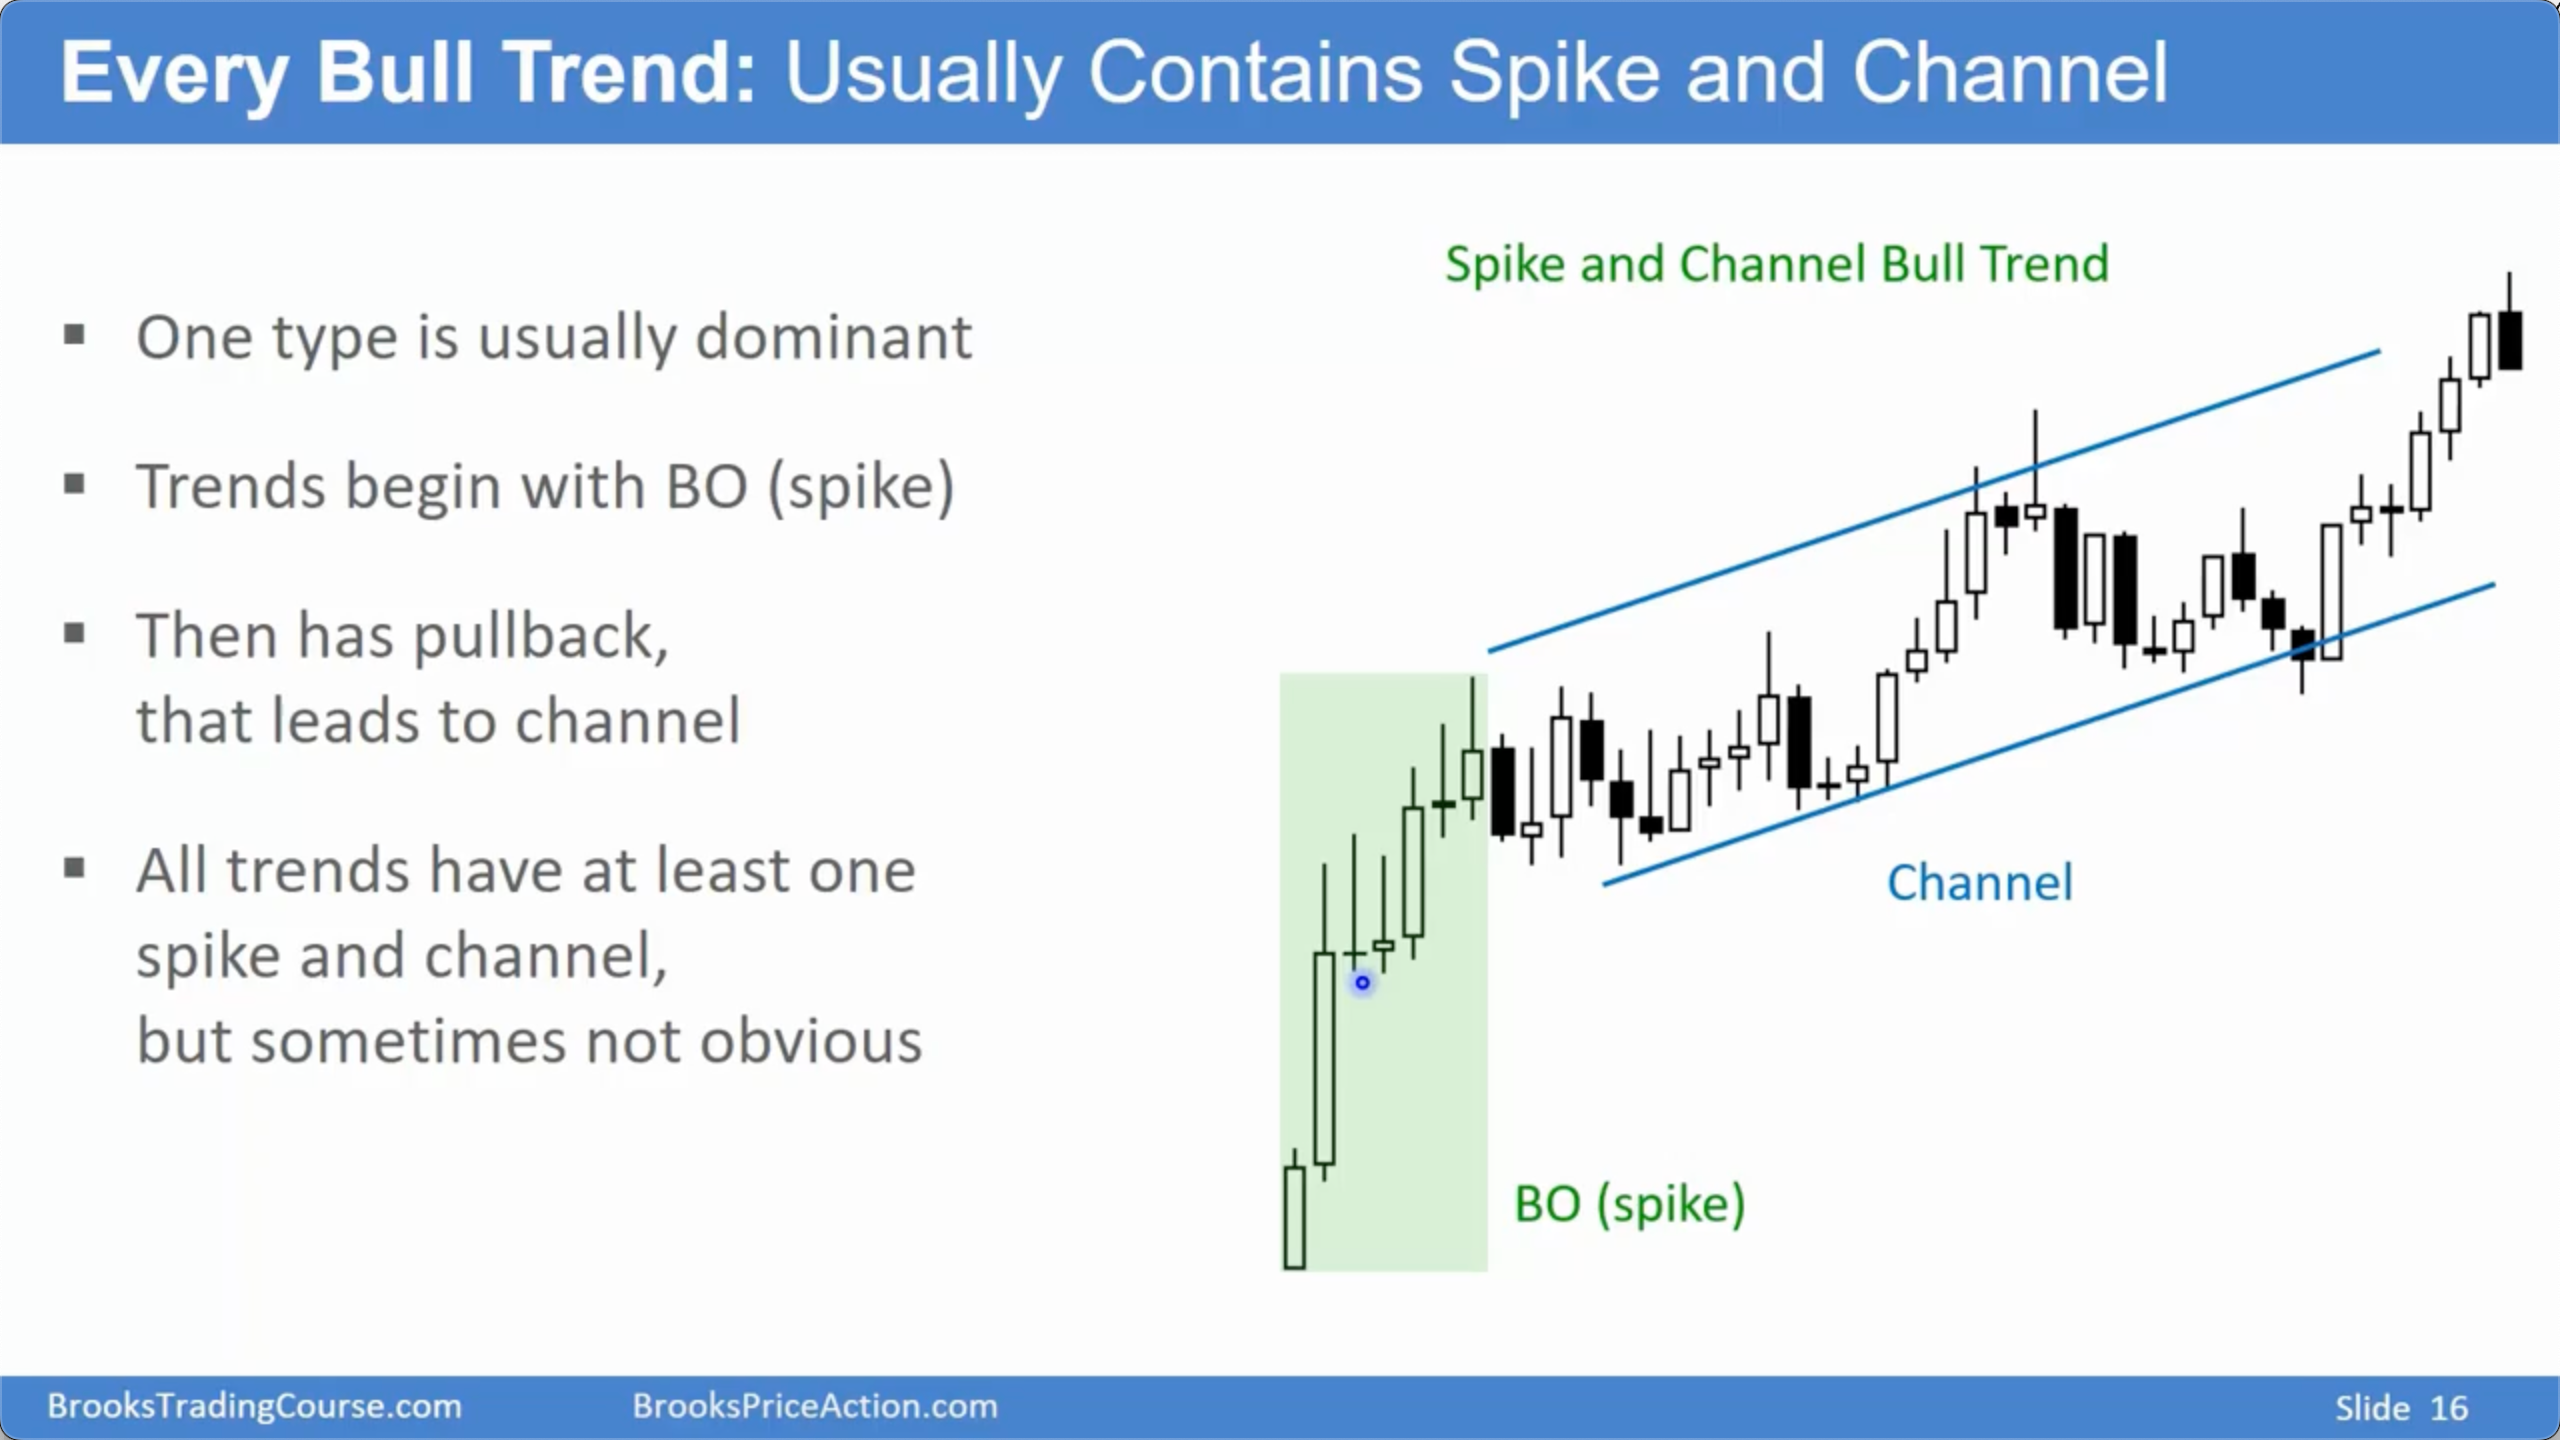 Every Bull Trend: Usually Contains Spike and Channel
One type is usually dominant
Trends begin with BO (spike)
Then has pullback,
that leads to channel
All trends have at least one
spike and channel,
but sometimes not obvious
Spike and Channel Bull Trend
Channel
BO (spike)
BrooksTradingCourse.com
BrooksPriceAction.com
Slide 16